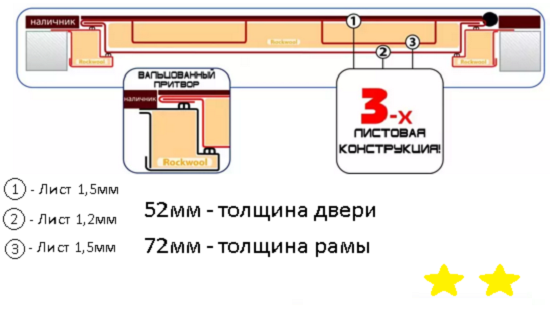 наличник
наличник
1
Rockwool
3
2
Rockwool
Rockwool
ВАЛЬЦОВАННЫЙ
ПРИТВОР
наличник
Rockwool
3-х
ЛИСТОВАЯ
КОНСТРУКЦИЯ!
1 - Лист 1,5мм
2 - Лист 1,2мм
3 - Лист 1,5мм
52мм - толщина двери
72мм - толщина рамы